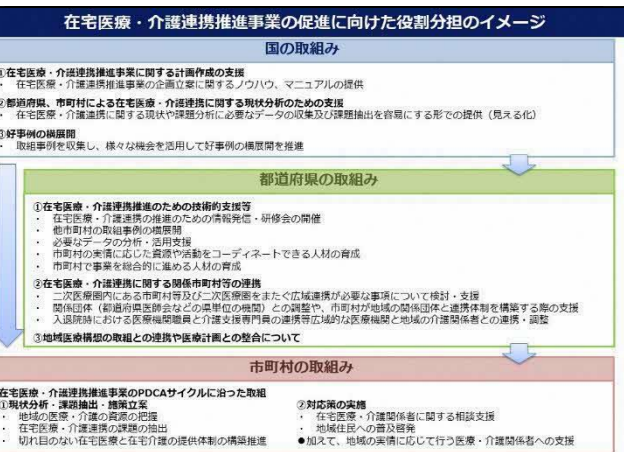 在宅医療・介護連携推進事業の促進に向けた役割分担のイメージ
国の取組み
①在宅医療・介護連携推進事業に関する計画作成の支援
・ 在宅医療・介護連携推進事業の企画立案に関するノウハウ、マニュアルの提供
②都道府県、市町村による在宅医療・介護連携に関する現状分析のための支援
・ 在宅医療・介護連携に関する現状や課題分析に必要なデータの収集及び課題抽出を容易にする形での提供（見える化）
③好事例の横展開
・ 取組事例を収集し、様々な機会を活用して好事例の横展開を推進
都道府県の取組み
①在宅医療・介護連携推進のための技術的支援等
・ 在宅医療・介護連携の推進のための情報発信・研修会の開催
・ 他市町村の取組事例の横展開
・ 必要なデータの分析・活用支援
・ 市町村の実情に応じた資源や活動をコーディネートできる人材の育成
・ 市町村で事業を総合的に進める人材の育成
②在宅医療・介護連携に関する関係市町村等の連携
・ 二次医療圏内にある市町村等及び二次医療圏をまたぐ広域連携が必要な事項について検討・支援
・ 関係団体（都道府県医師会などの県単位の機関）との調整や、市町村が地域の関係団体と連携体制を構築する際の支援
・ 入退院時における医療機関職員と介護支援専門員の連携等広域的な医療機関と地域の介護関係者との連携・調整
③地域医療構想の取組との連携や医療計画との整合について
市町村の取組み
在宅医療・介護連携推進事業のPDCAサイクルに沿った取組
①現状分析・課題抽出・施策立案
・ 地域の医療・介護の資源の把握
・ 在宅医療・介護連携の課題の抽出
・ 切れ目のない在宅医療と在宅介護の提供体制の構築推進
②対応策の実施
・ 在宅医療・介護関係者に関する相談支援
・ 地域住民への普及啓発
●加えて、地域の実情に応じて行う医療・介護関係者への支援